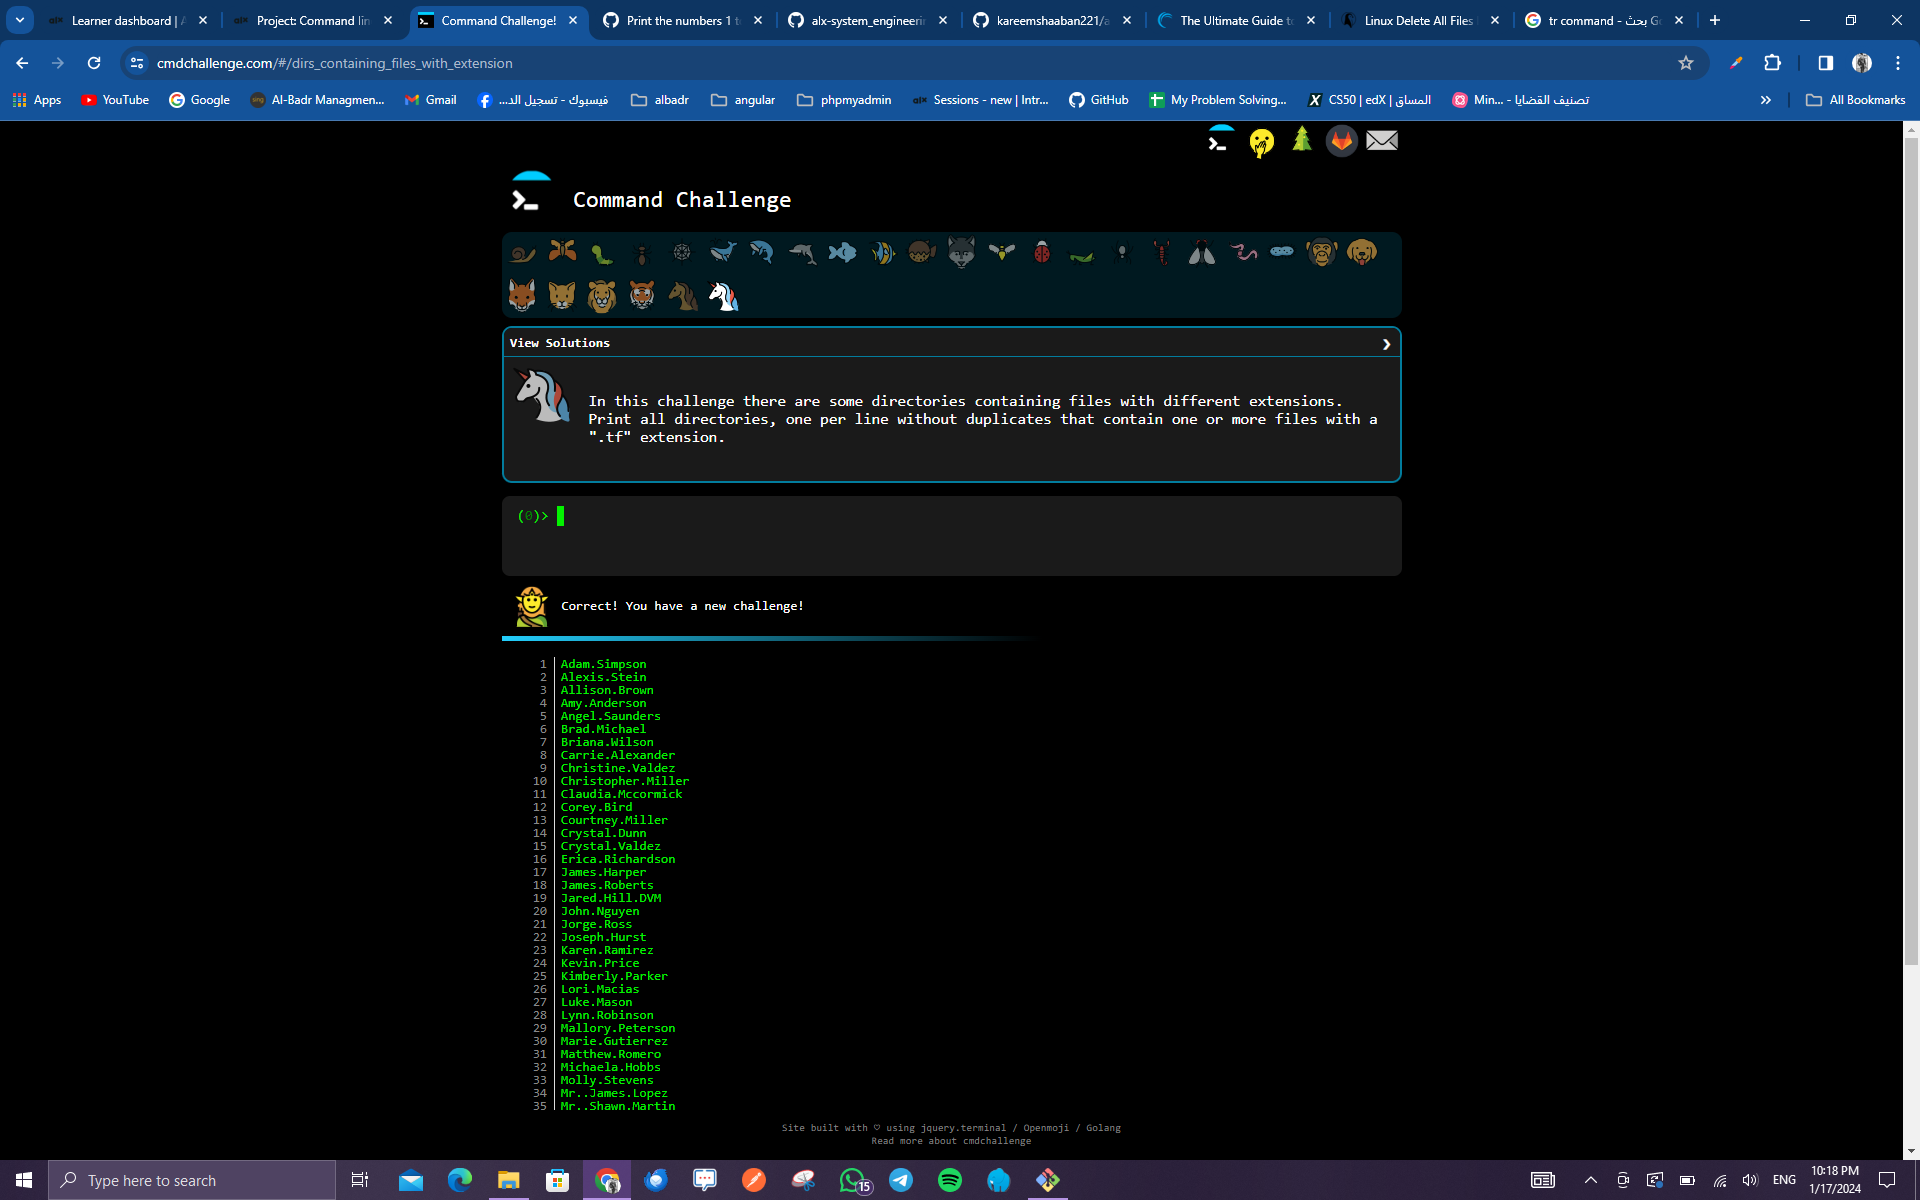 Learner dashboard | A
Project: Command lin
Command Challenge!
Print the numbers 1 t
alx-system_engineerin
kareemshaaban221/a
The Ultimate Guide to
Linux Delete All Files
tr command - بحث Go
cmdchallenge.com/#/dirs_containing_files_with_extension
Apps
YouTube
Google
Al-Badr Managmen...
Gmail
فيسبوك - تسجيل الد...
albadr
angular
phpmyadmin
Sessions - new | Intr...
GitHub
My Problem Solving...
CS50 | edX | المساق
Min... - تصنيف القضايا
All Bookmarks
Command Challenge
View Solutions
In this challenge there are some directories containing files with different extensions.
Print all directories, one per line without duplicates that contain one or more files with a
".tf" extension.
(0)>
Correct! You have a new challenge!
1 Adam.Simpson
2 Alexis.Stein
3 Allison.Brown
4 Amy.Anderson
5 Angel.Saunders
6 Brad.Michael
7 Briana.Wilson
8 Carrie.Alexander
9 Christine.Valdez
10 Christopher.Miller
11 Claudia.Mccormick
12 Corey.Bird
13 Courtney.Miller
14 Crystal.Dunn
15 Crystal.Valdez
16 Erica.Richardson
17 James.Harper
18 James.Roberts
19 Jared.Hill.DVM
20 John.Nguyen
21 Jorge.Ross
22 Joseph.Hurst
23 Karen.Ramirez
24 Kevin.Price
25 Kimberly.Parker
26 Lori.Macias
27 Luke.Mason
28 Lynn.Robinson
29 Mallory.Peterson
30 Marie.Gutierrez
31 Matthew.Romero
32 Michaela.Hobbs
33 Molly.Stevens
34 Mr..James.Lopez
35 Mr..Shawn.Martin
Site built with ♡ using jquery.terminal / Openmoji / Golang
Read more about cmdchallenge
Type here to search
15
ENG
10:18 PM
1/17/2024